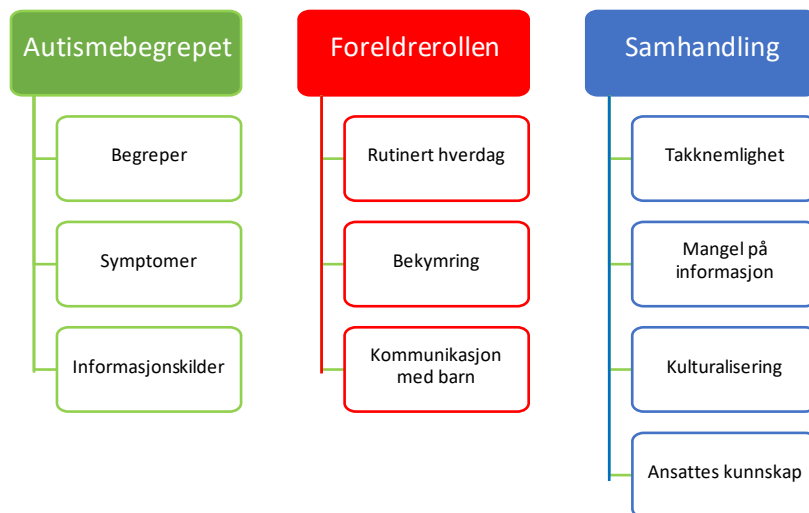 Autismebegrepet
Begreper
Symptomer
Informasjonskilder
Foreldrerollen
Rutinert hverdag
Bekymring
Kommunikasjon
med barn
Samhandling
Takknemlighet
Mangel på
informasjon
Kulturalisering
Ansattes kunnskap